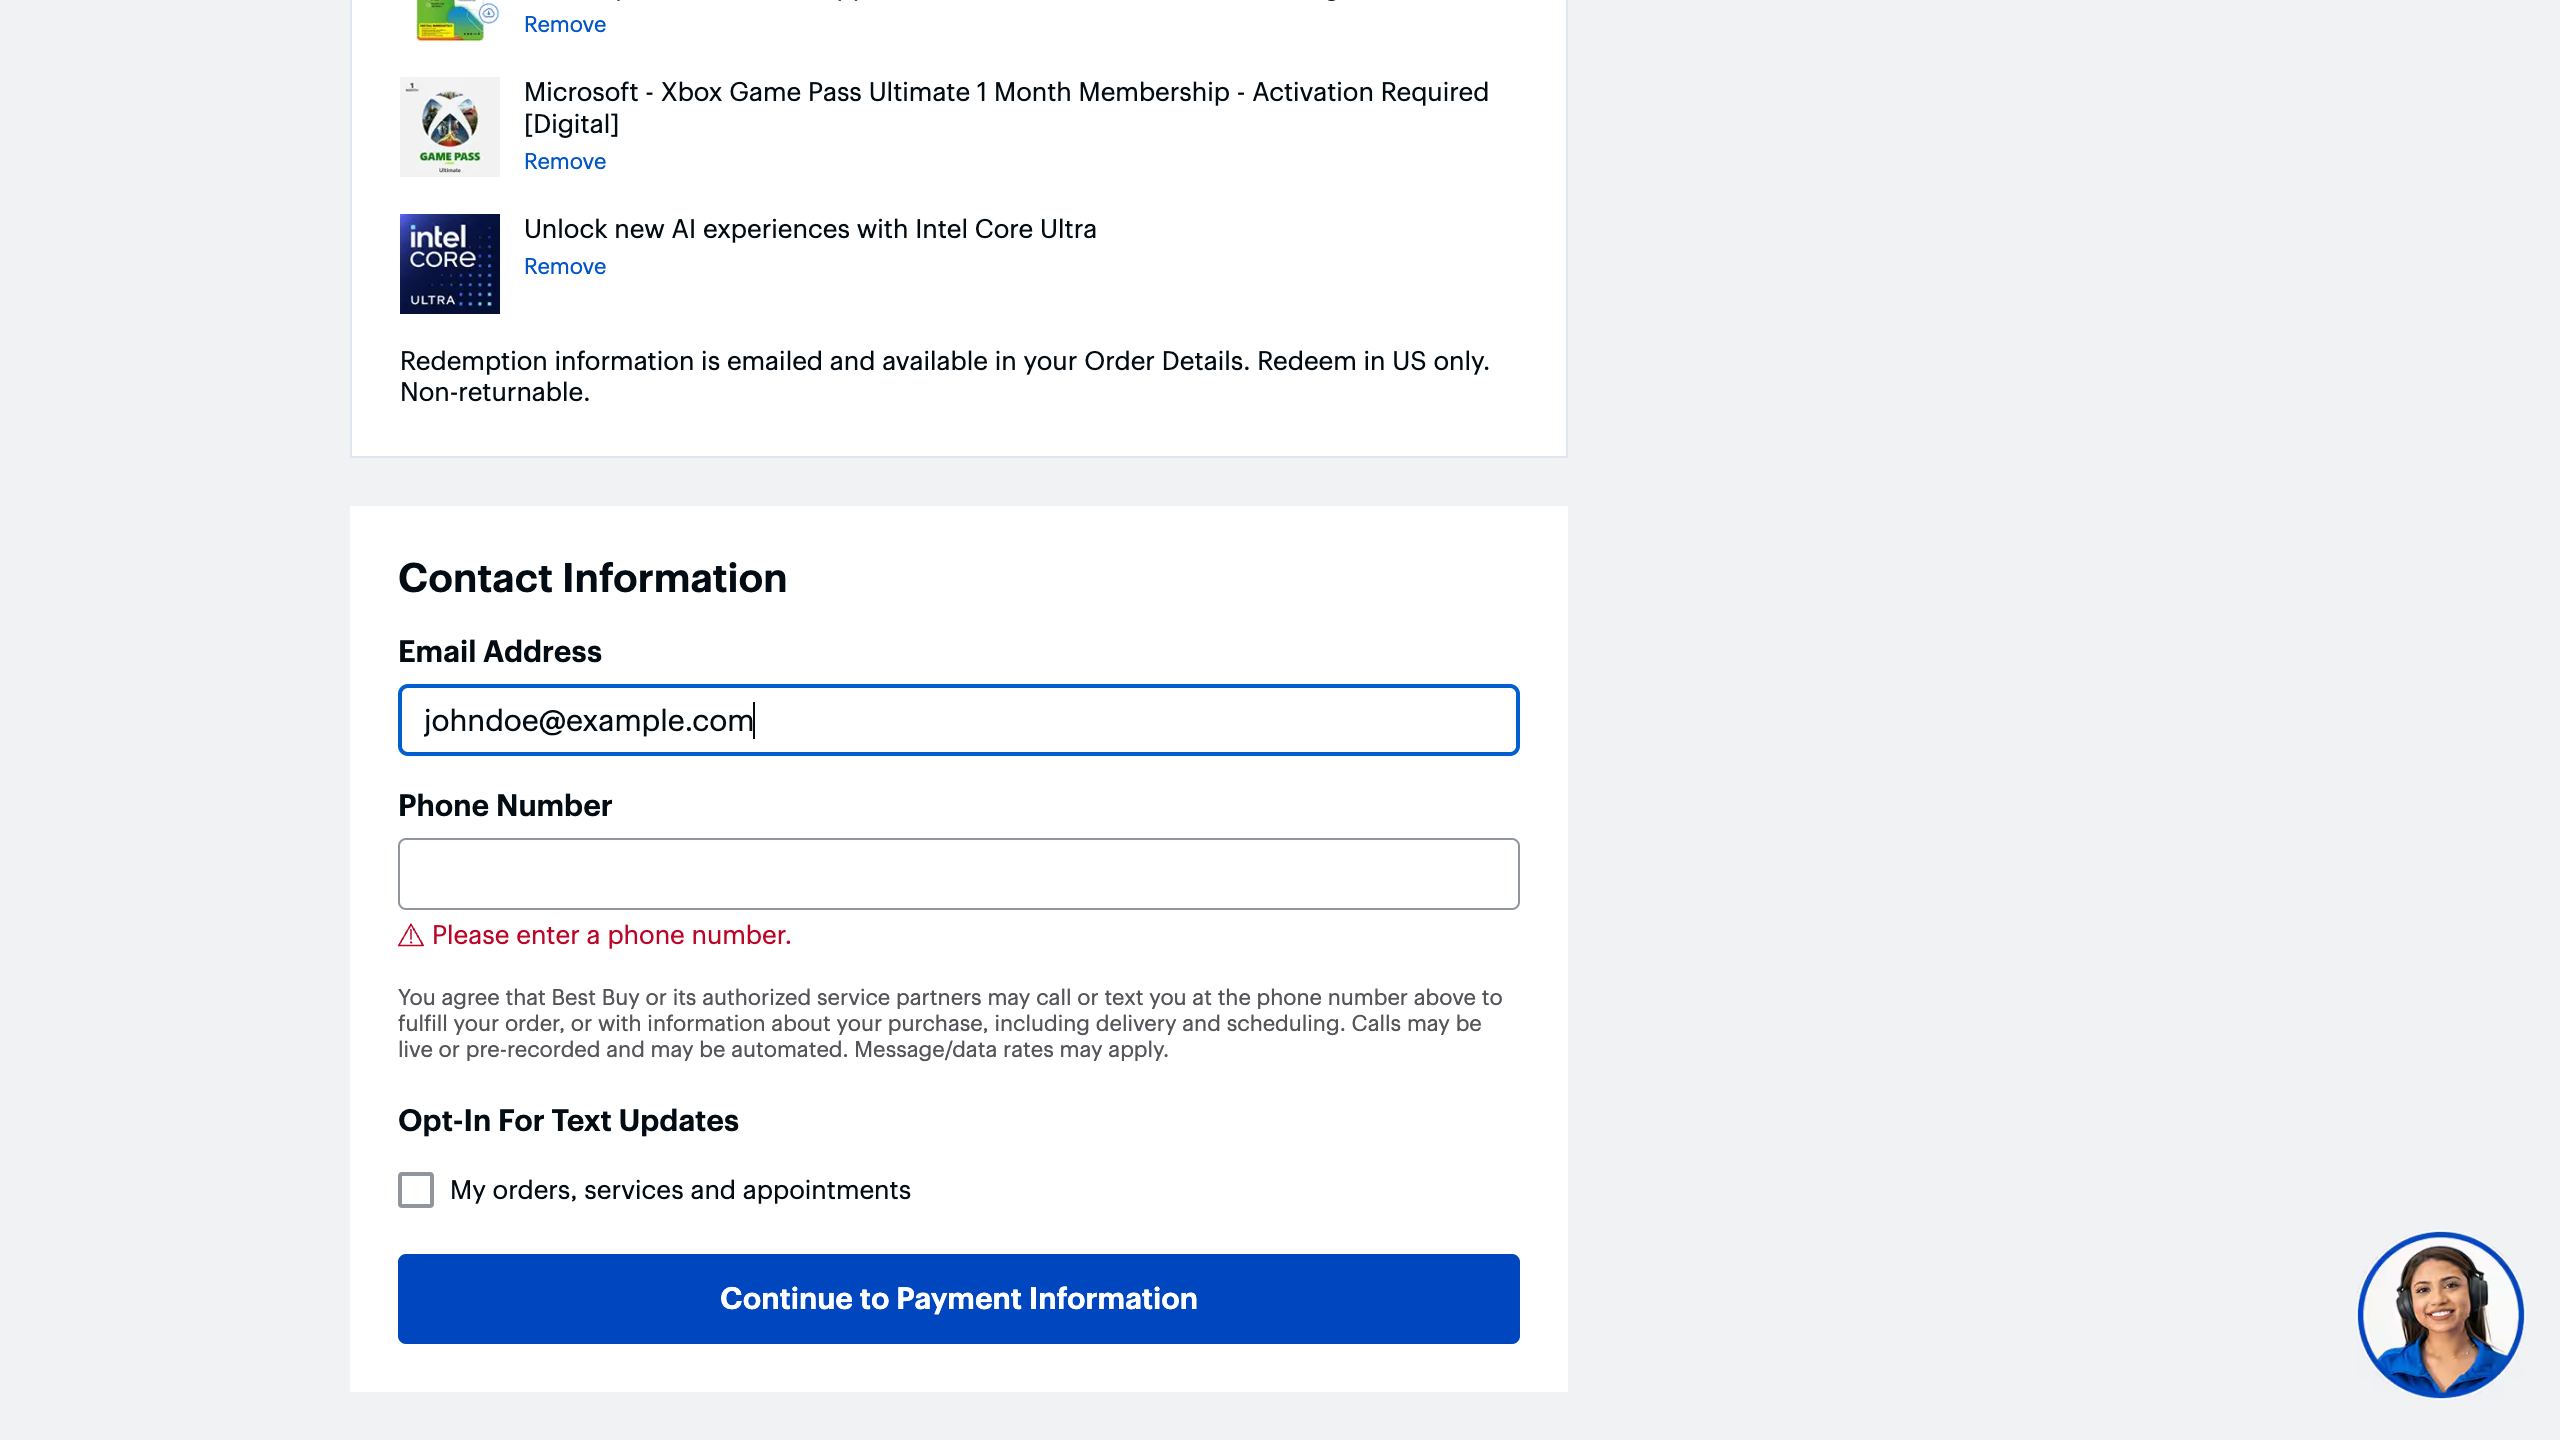 Remove
1
GAME PASS
Ultimate
Microsoft - Xbox Game Pass Ultimate 1 Month Membership - Activation Required
[Digital]
Remove
intel
CORE
ULTRA
Unlock new AI experiences with Intel Core Ultra
Remove
Redemption information is emailed and available in your Order Details. Redeem in US only.
Non-returnable.
Contact Information
Email Address
johndoe@example.com
Phone Number
Please enter a phone number.
You agree that Best Buy or its authorized service partners may call or text you at the phone number above to
fulfill your order, or with information about your purchase, including delivery and scheduling. Calls may be
live or pre-recorded and may be automated. Message/data rates may apply.
Opt-In For Text Updates
My orders, services and appointments
Continue to Payment Information